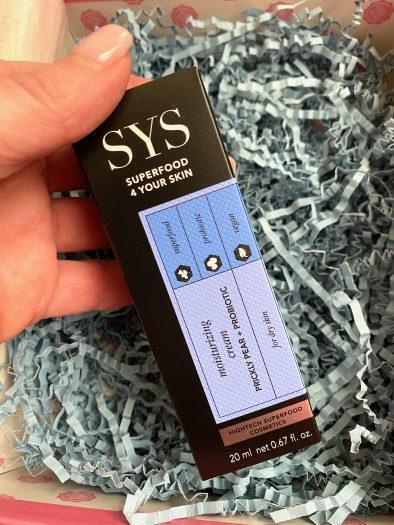 SYS
SUPERFOOD
4 YOUR SKIN
superfood
probiotic
vegan
moisturizing
cream
PRICKLY PEAR + PROBIOTIC
for dry skin
HIGHTECH SUPERFOOD
COSMETICS
20 ml net 0.67 fl. oz.